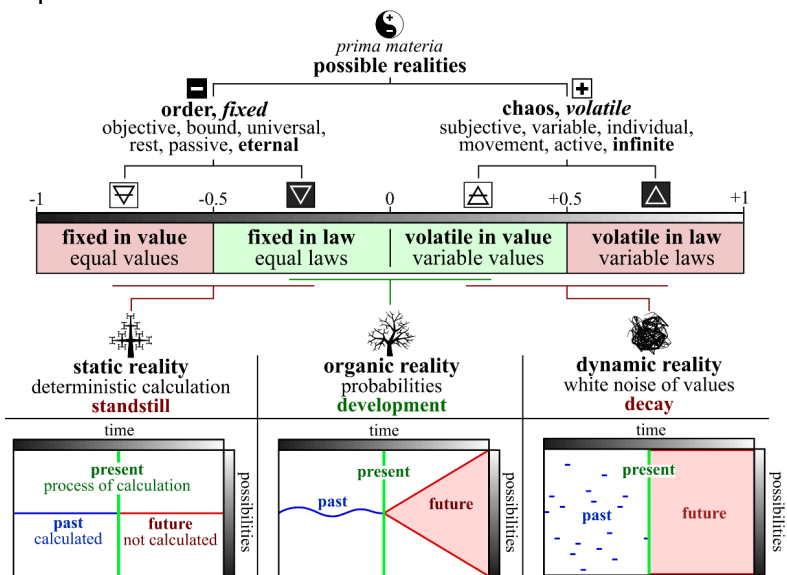 prima materia
possible realities
order, fixed
objective, bound, universal,
rest, passive, eternal
chaos, volatile
subjective, variable, individual,
movement, active, infinite
-1
-0.5
0
+0.5
+1
fixed in value
equal values
fixed in law
equal laws
volatile in value
variable values
volatile in law
variable laws
static reality
deterministic calculation
standstill
organic reality
probabilities
development
dynamic reality
white noise of values
decay
time
present
process of calculation
past
calculated
future
not calculated
possibilities
time
present
past
future
possibilities
time
present
past
future
possibilities